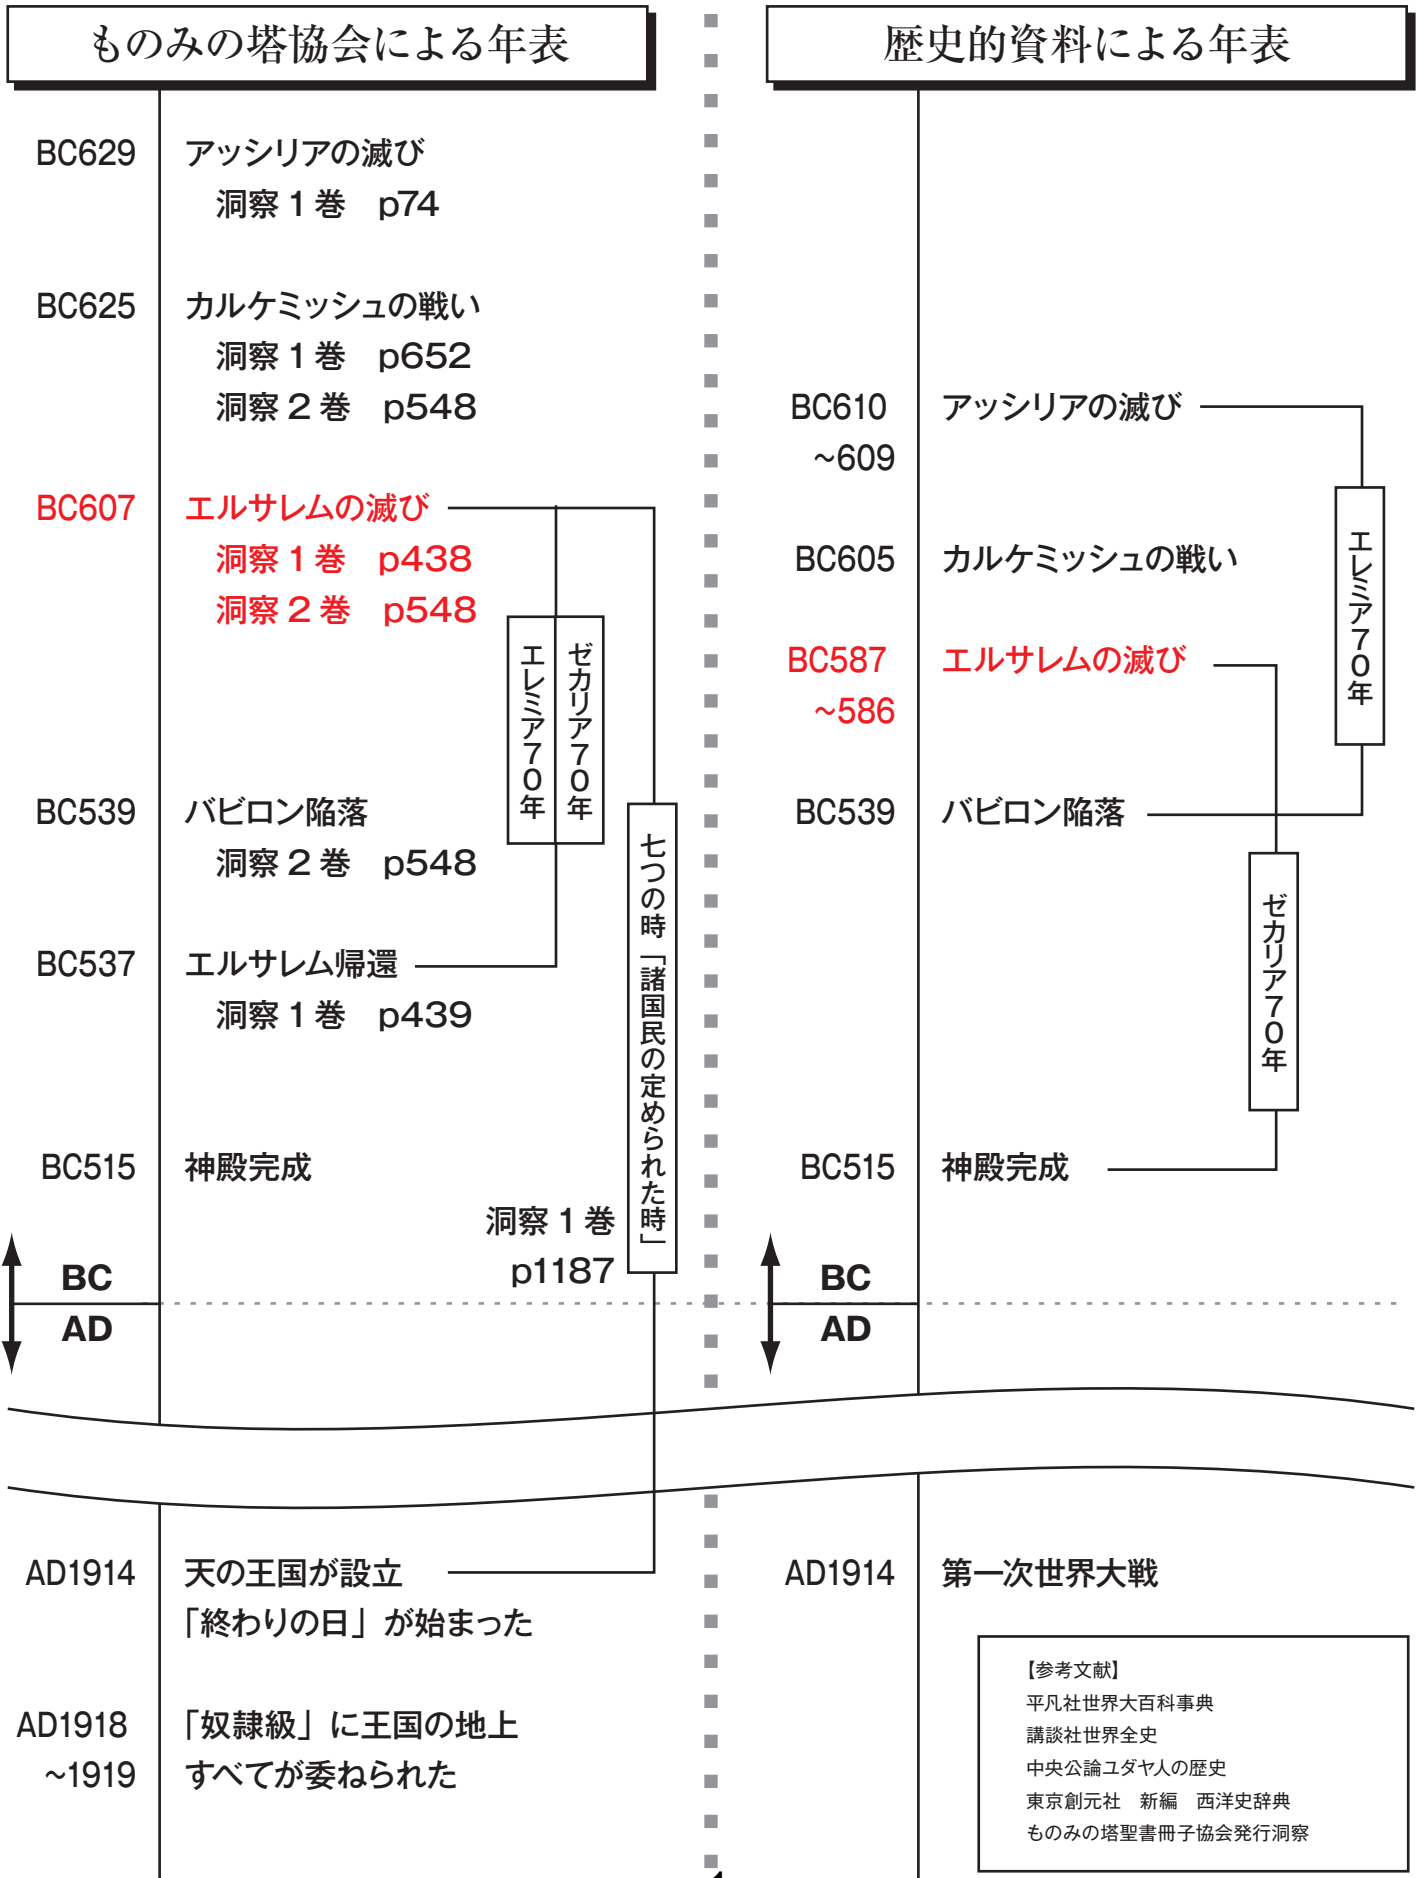 ものみの塔協会による年表
BC629 アッシリアの滅び
洞察1巻 p74
BC625 カルケミッシュの戦い
洞察1巻 p652
洞察2巻 p548
BC607 エルサレムの滅び
洞察1巻 p438
洞察2巻 p548
エレミア70年
ゼカリア70年
BC539 バビロン陥落
洞察2巻 p548
BC537 エルサレム帰還
洞察1巻 p439
七つの時「諸国民の定められた時」
BC515 神殿完成
洞察1巻
p1187
BC
AD
AD1914 天の王国が設立
「終わりの日」が始まった
AD1918 「奴隷級」に王国の地上
~1919 すべてが委ねられた
歴史的資料による年表
BC610 アッシリアの滅び
~609
エレミア70年
BC605 カルケミッシュの戦い
BC587 エルサレムの滅び
~586
BC539 バビロン陥落
ゼカリア70年
BC515 神殿完成
BC
AD
AD1914 第一次世界大戦
【参考文献】
平凡社世界大百科事典
講談社世界全史
中央公論ユダヤ人の歴史
東京創元社 新編 西洋史辞典
ものみの塔聖書冊子協会発行洞察